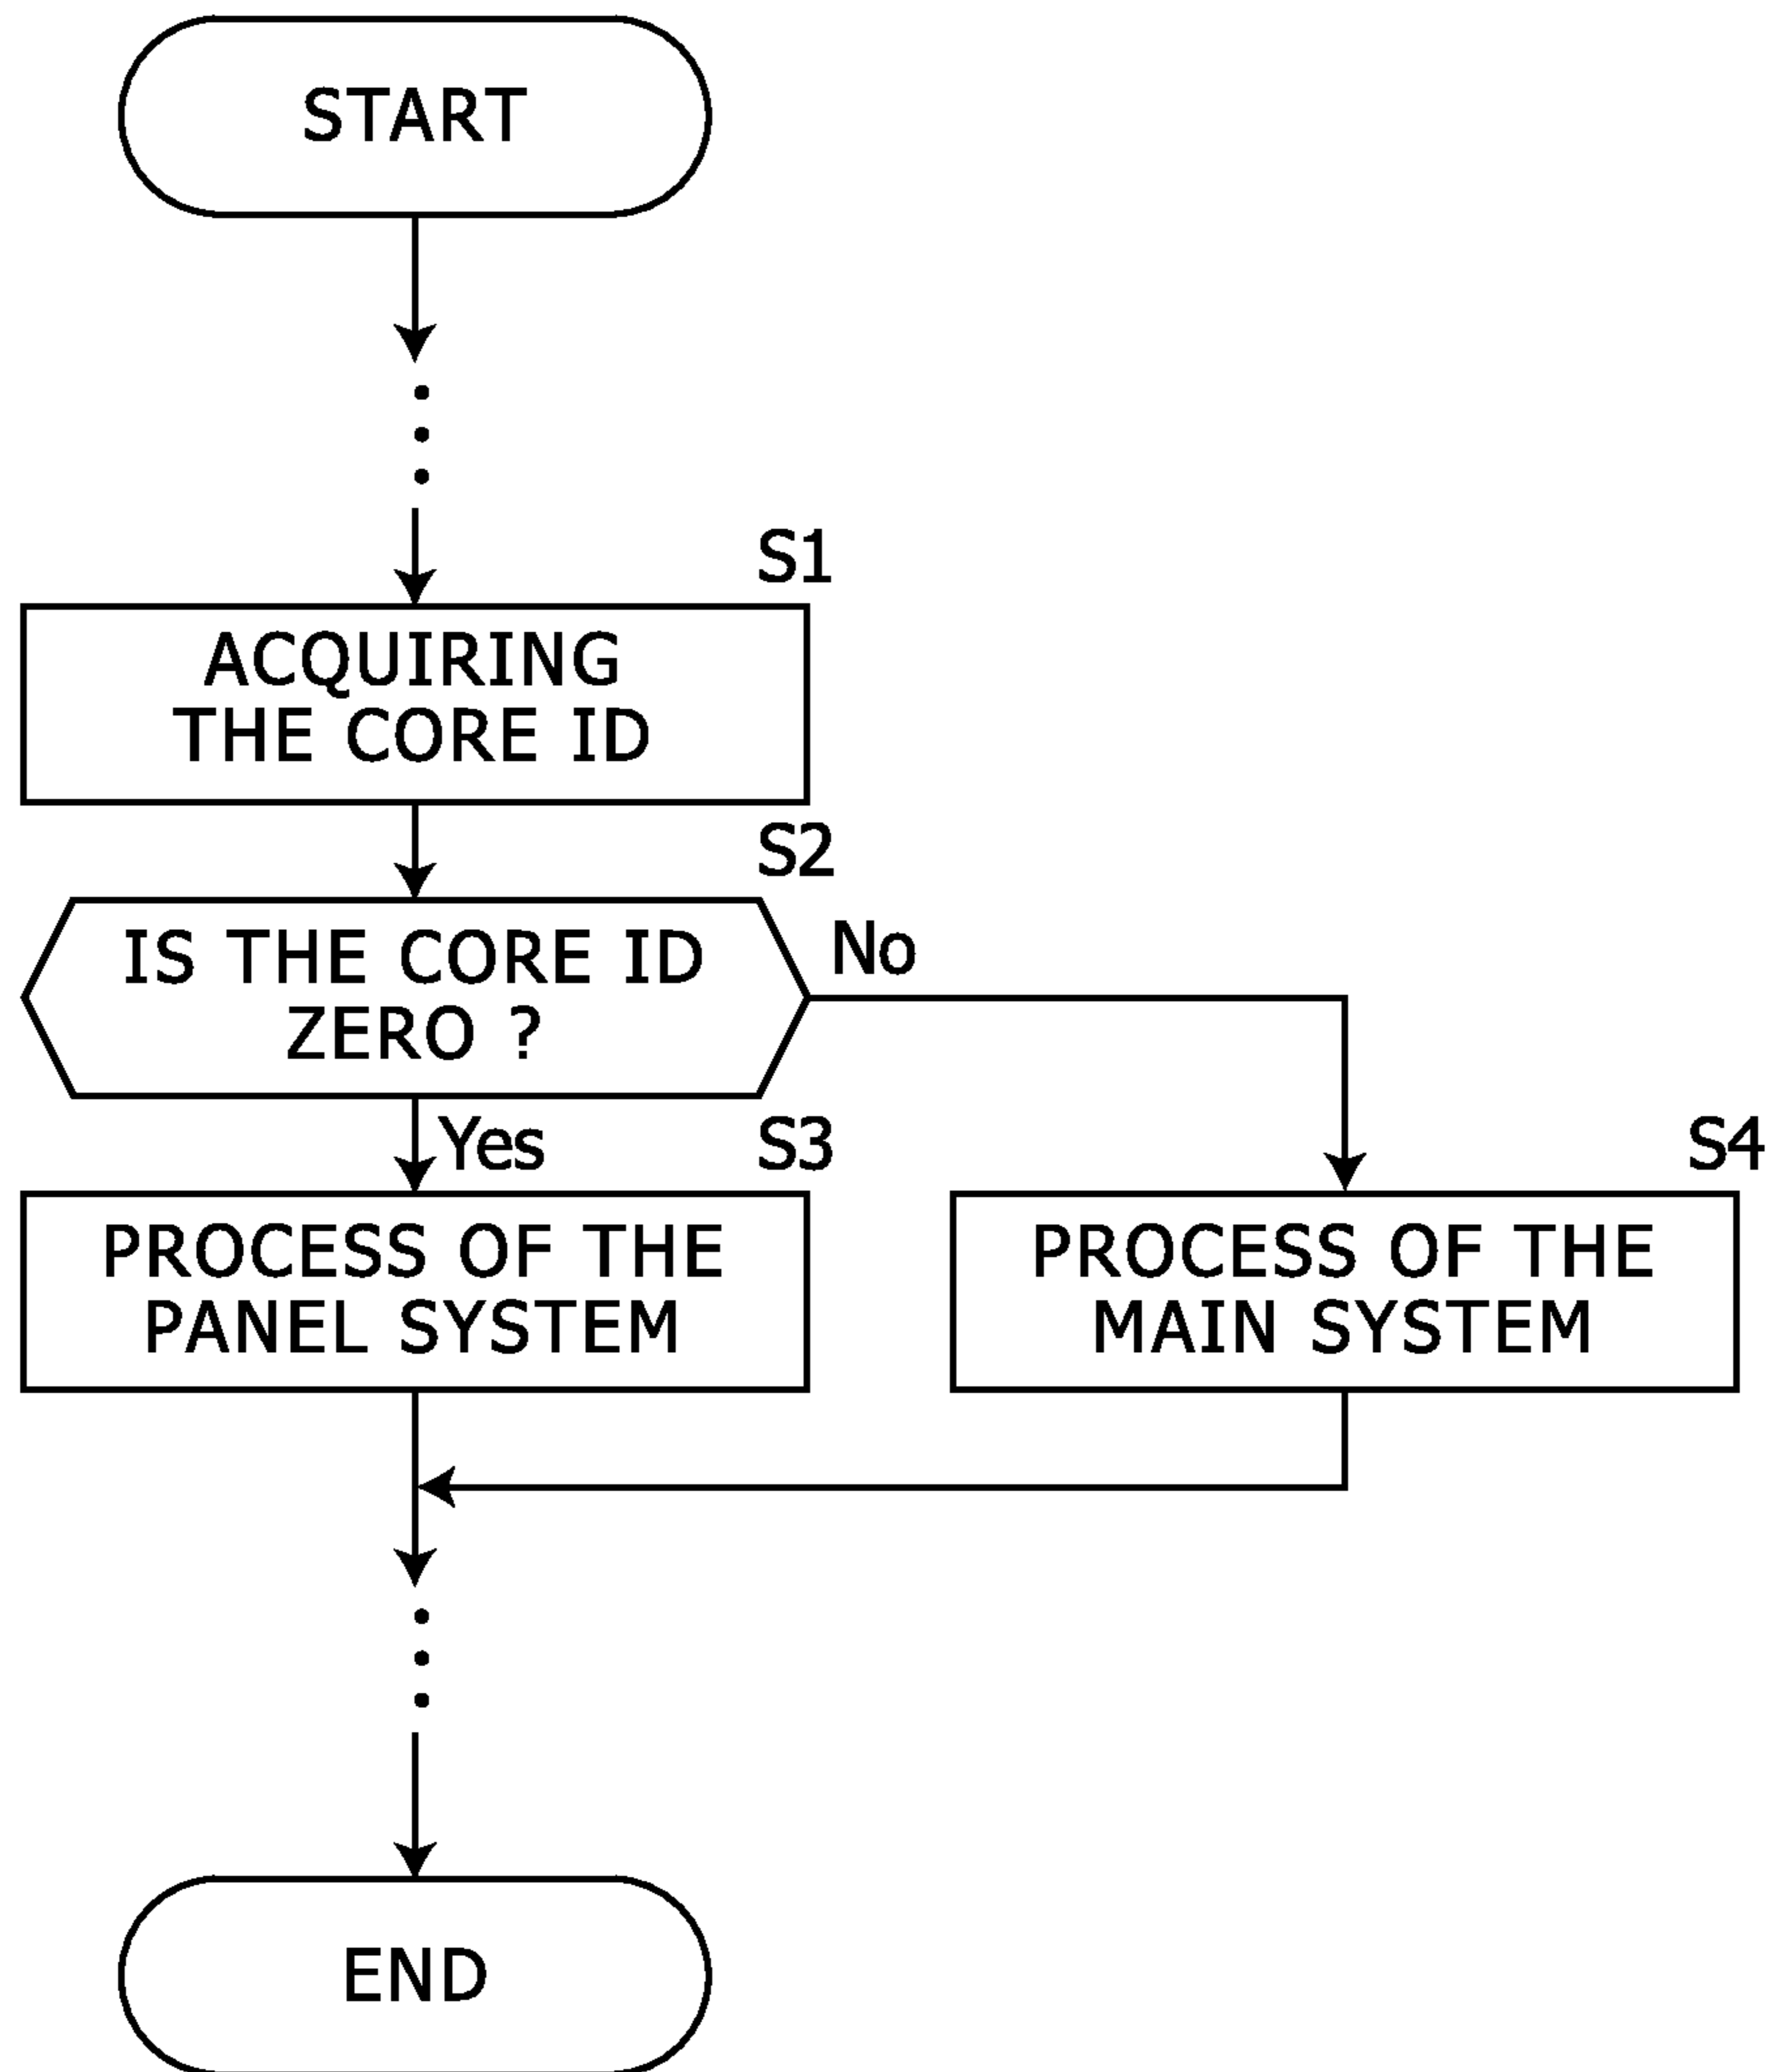 START
S1
ACQUIRING
THE CORE ID
S2
IS THE CORE ID
ZERO ?
No
Yes
S3
S4
PROCESS OF THE
PANEL SYSTEM
PROCESS OF THE
MAIN SYSTEM
END